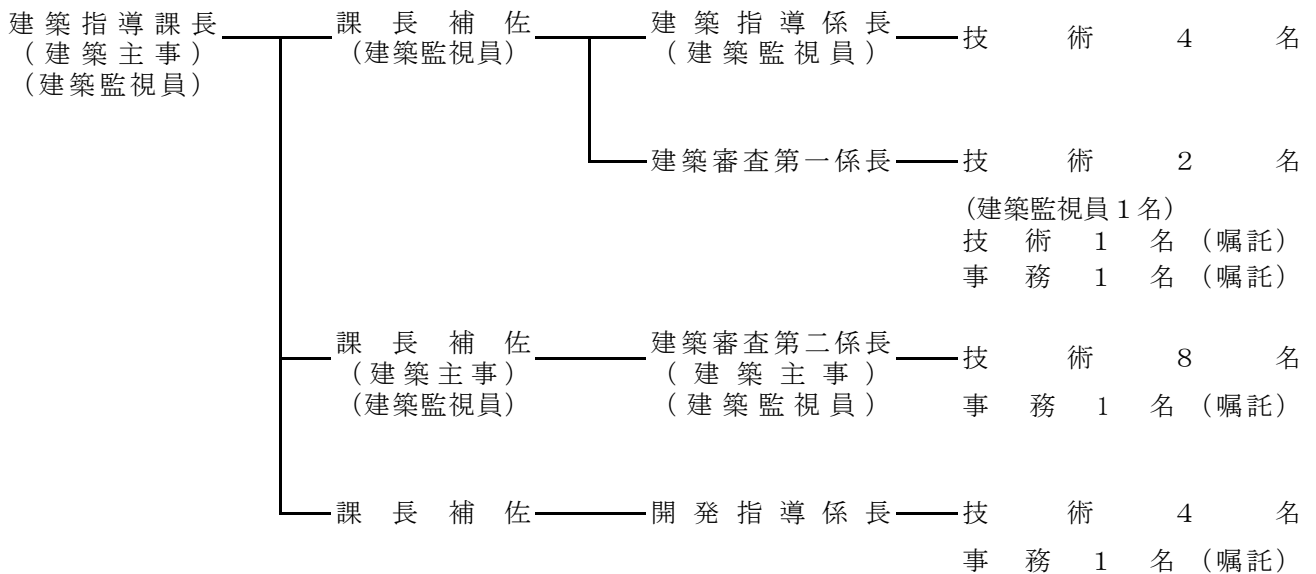 建築指導課長 課長補佐 建築指導係長 技術4名
(建築主事) (建築監視員) (建築監視員)
(建築監視員)
建築審査第一係長 技術2名
(建築監視員1名)
技術1名(嘱託)
事務1名(嘱託)
課長補佐 建築審査第二係長 技術8名
(建築主事) (建築主事)
(建築監視員) (建築監視員) 事務1名(嘱託)
課長補佐 開発指導係長 技術4名
事務1名(嘱託)